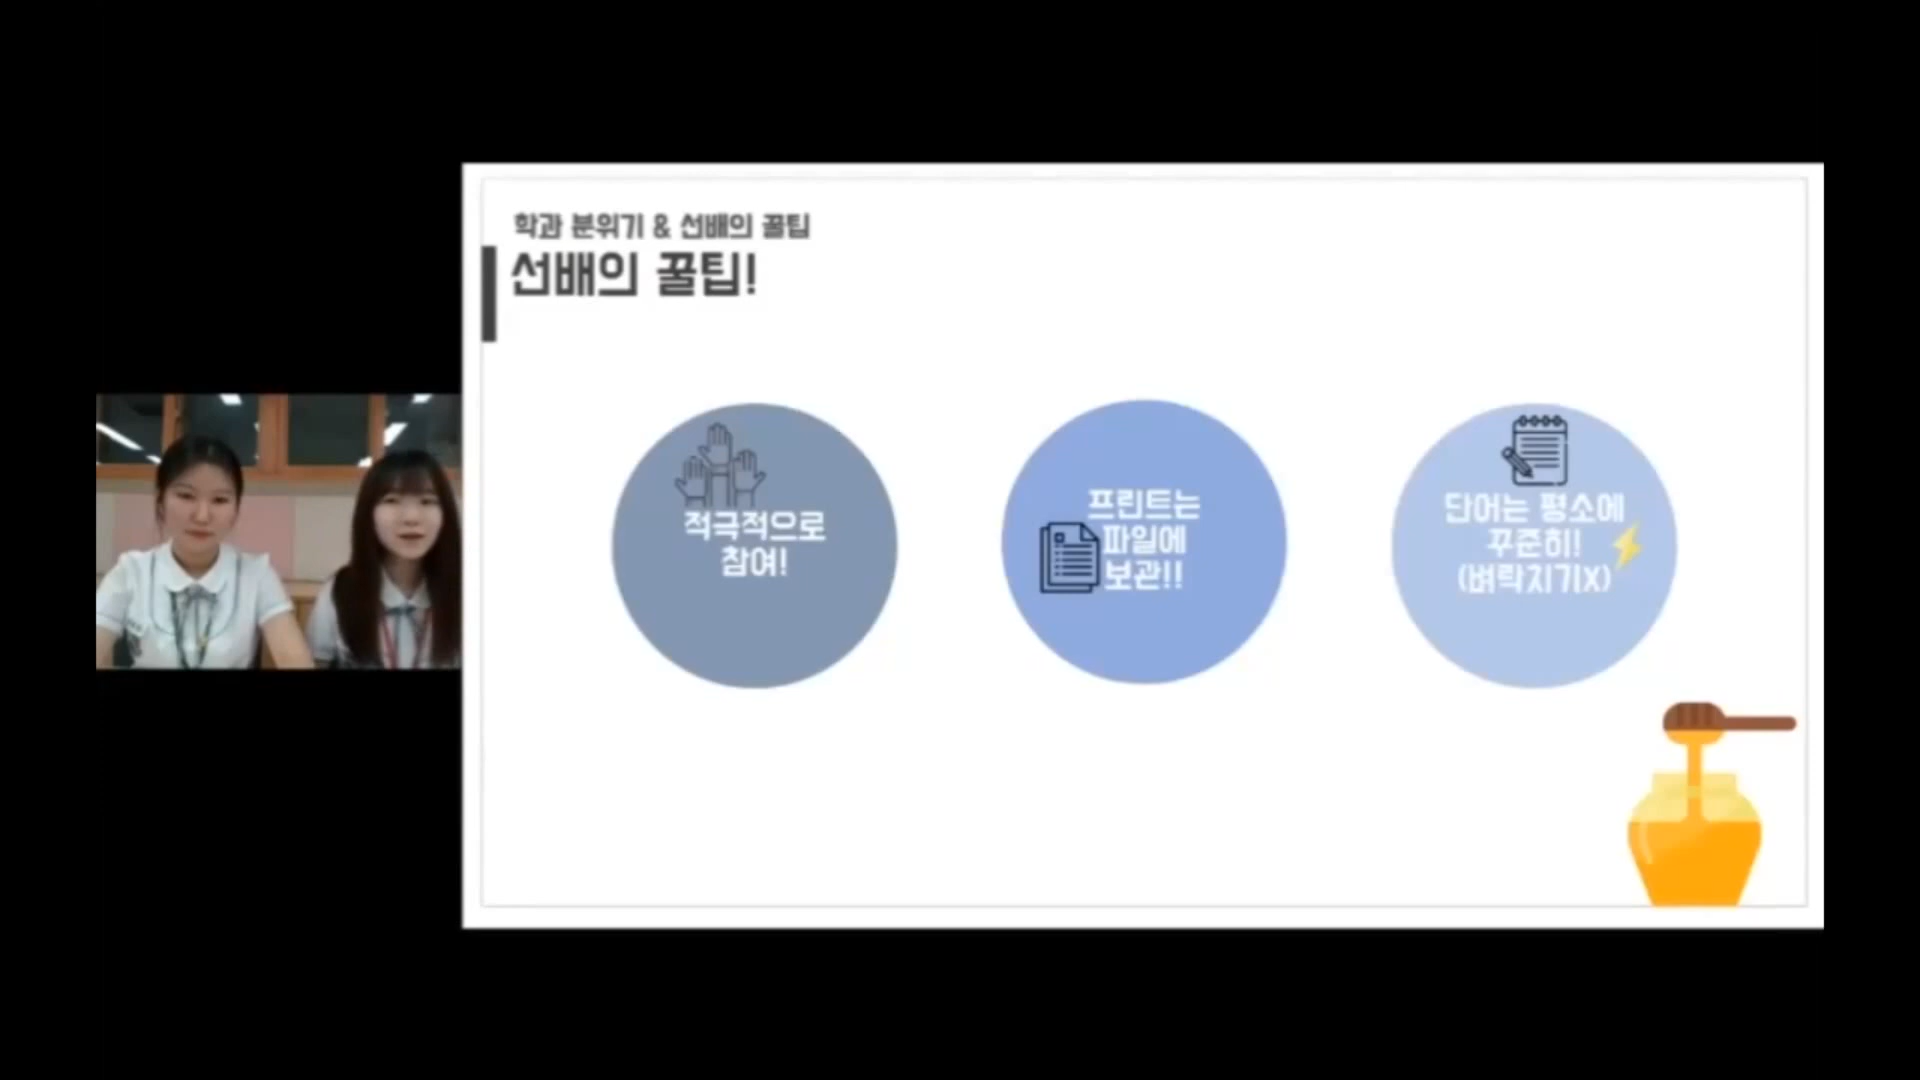 학과 분위기 & 선배의 꿀팁
선배의 꿀팁!
적극적으로
참여!
프린트는
파일에
보관!!
단어는 평소에
꾸준히!
(벼락치기X)